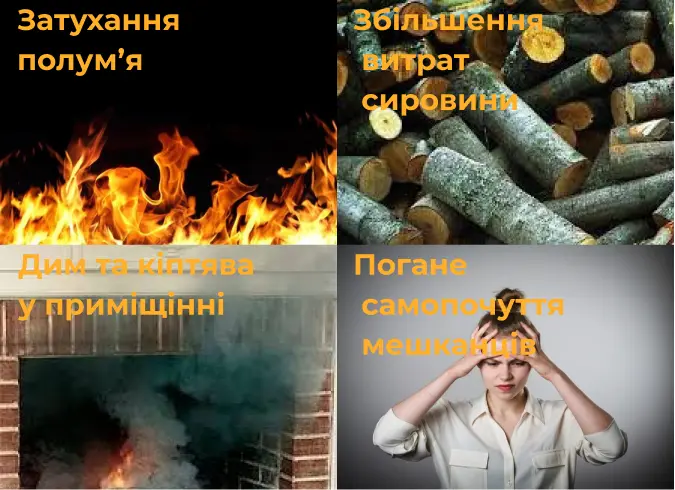 Затухання
полум’я
Збільшення
витрат
сировини
Дим та кіптява
у приміщінні
Погане
самопочуття
мешканців